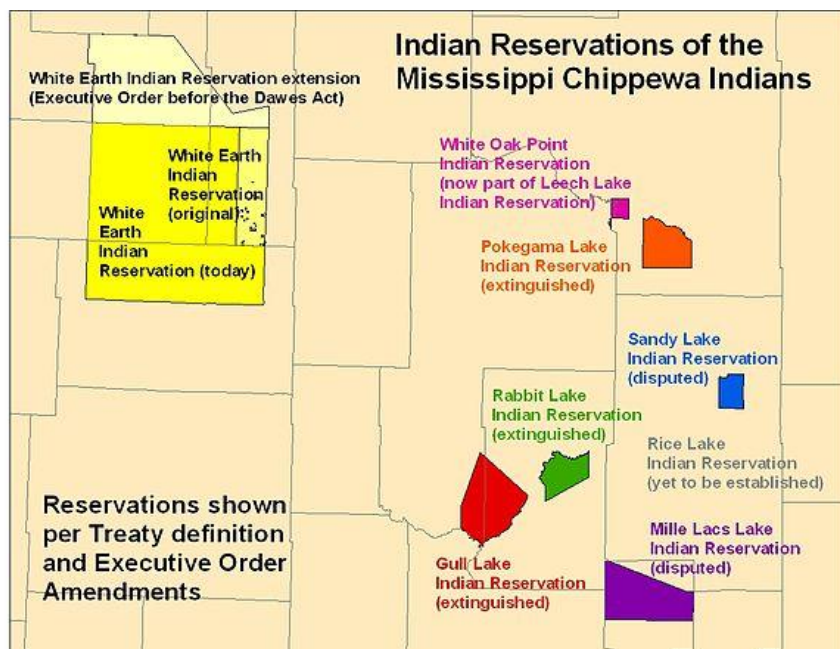 Indian Reservations of the
Mississippi Chippewa Indians
White Earth Indian Reservation extension
(Executive Order before the Dawes Act)
White Earth
Indian
Reservation
(original)
White
Earth
Indian
Reservation (today)
White Oak Point
Indian Reservation
(now part of Leech Lake
Indian Reservation)
Pokegama Lake
Indian Reservation
(extinguished)
Sandy Lake
Indian Reservation
(disputed)
Rabbit Lake
Indian Reservation
(extinguished)
Rice Lake
Indian Reservation
(yet to be established)
Gull Lake
Indian Reservation
(extinguished)
Mille Lacs Lake
Indian Reservation
(disputed)
Reservations shown
per Treaty definition
and Executive Order
Amendments